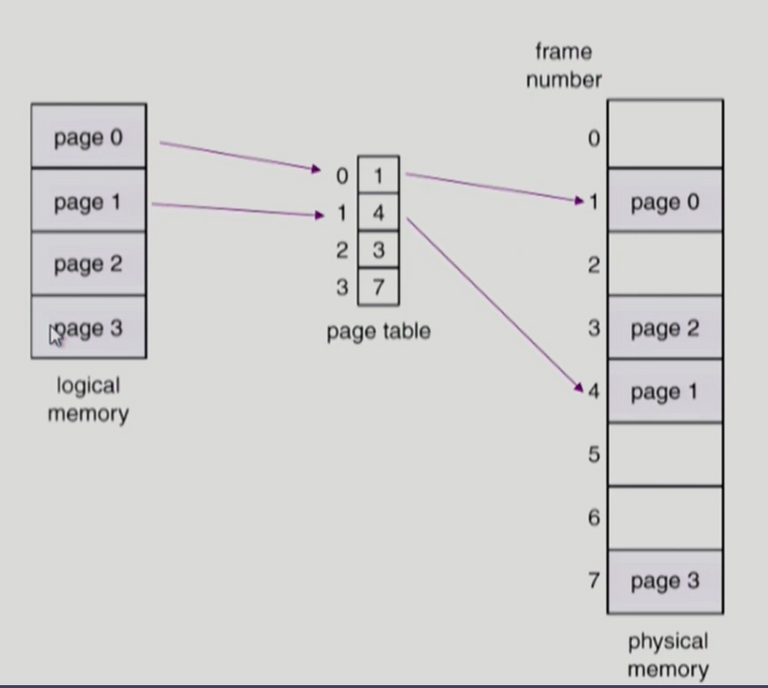 page 0
page 1
page 2
page 3
logical
memory
0 1
1 4
2 3
3 7
page table
frame
number
0
1 page 0
2
3 page 2
4 page 1
5
6
7 page 3
physical
memory